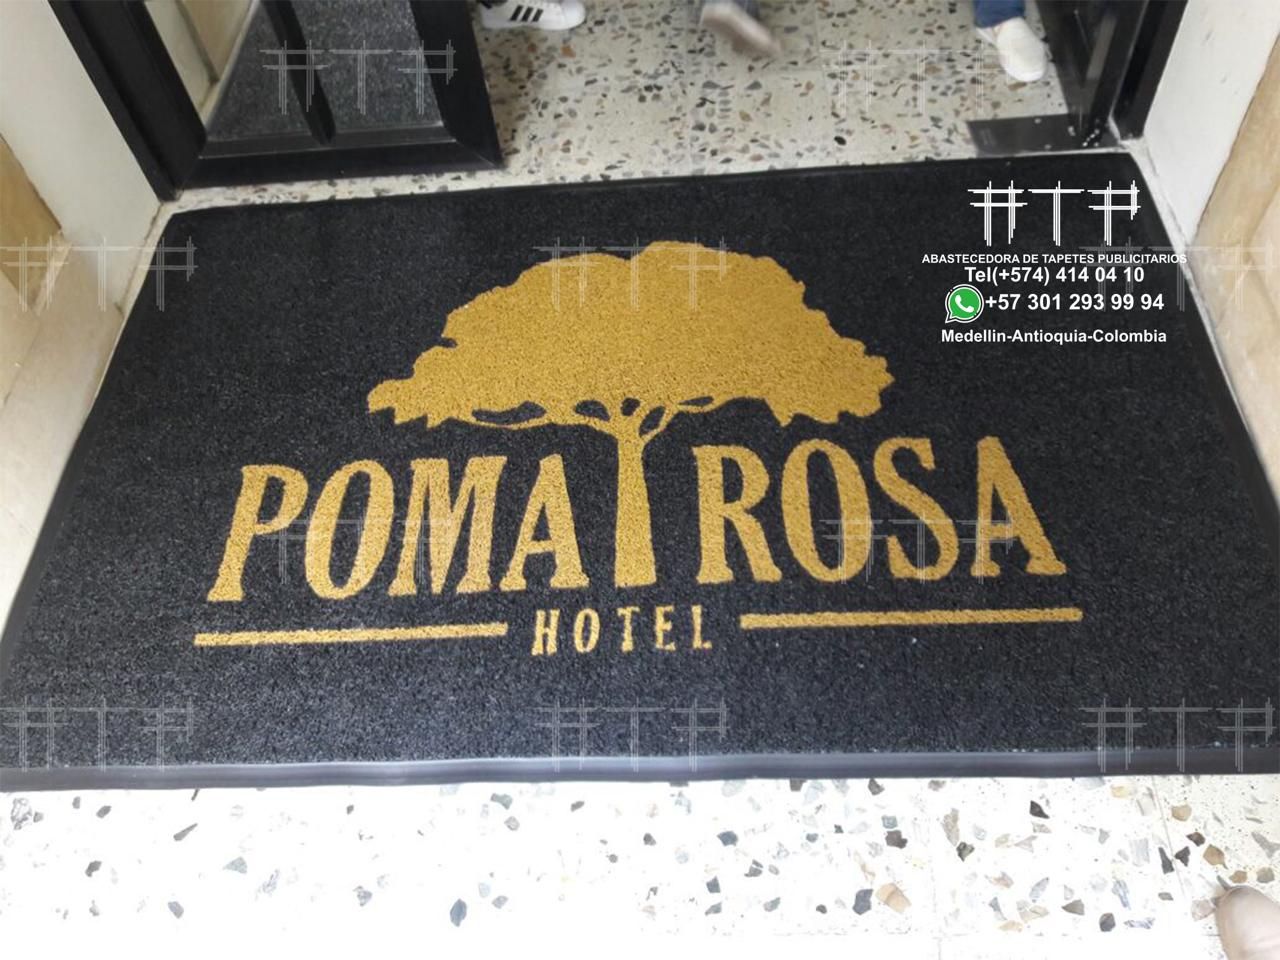 ATP
ABASTECEDORA DE TAPETES PUBLICITARIOS
Tel(+574) 414 04 10
+57 301 293 99 94
Medellin-Antioquia-Colombia
POMA ROSA
HOTEL